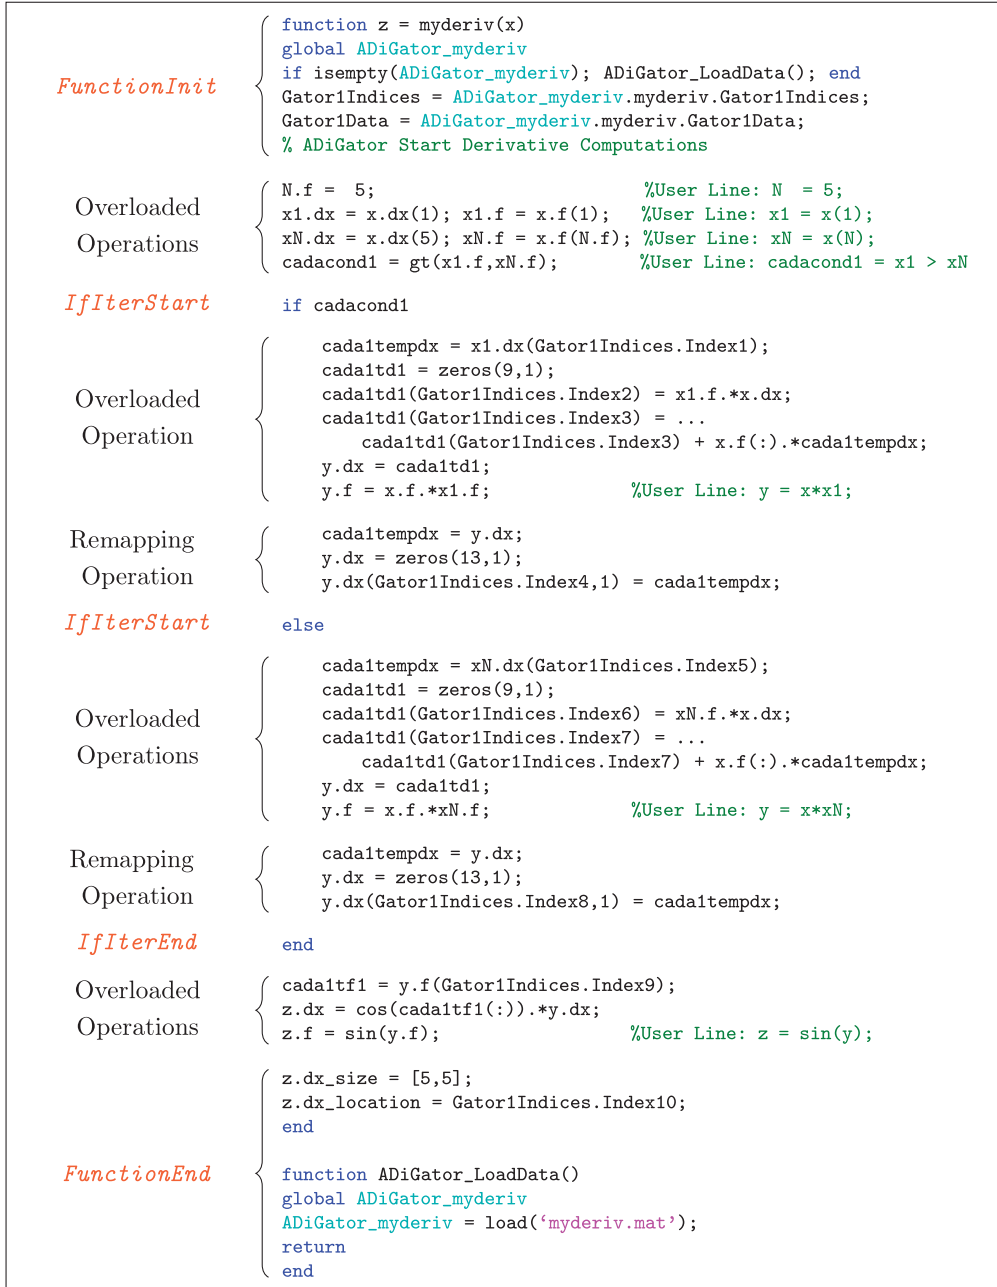 function z = myderiv(x)
global ADiGator_myderiv
FunctionInit
if isempty(ADiGator_myderiv); ADiGator_LoadData(); end
Gator1Indices = ADiGator_myderiv.myderiv.Gator1Indices;
Gator1Data = ADiGator_myderiv.myderiv.Gator1Data;
% ADiGator Start Derivative Computations
Overloaded
Operations
N.f = 5; %User Line: N = 5;
x1.dx = x.dx(1); x1.f = x.f(1); %User Line: x1 = x(1);
xN.dx = x.dx(5); xN.f = x.f(N.f); %User Line: xN = x(N);
cadacond1 = gt(x1.f,xN.f); %User Line: cadacond1 = x1 > xN
IfIterStart if cadacond1
Overloaded
Operation
cada1tempdx = x1.dx(Gator1Indices.Index1);
cada1td1 = zeros(9,1);
cada1td1(Gator1Indices.Index2) = x1.f.*x.dx;
cada1td1(Gator1Indices.Index3) = ...
cada1td1(Gator1Indices.Index3) + x.f(:).*cada1tempdx;
y.dx = cada1td1;
y.f = x.f.*x1.f; %User Line: y = x*x1;
Remapping
Operation
cada1tempdx = y.dx;
y.dx = zeros(13,1);
y.dx(Gator1Indices.Index4,1) = cada1tempdx;
IfIterStart else
Overloaded
Operations
cada1tempdx = xN.dx(Gator1Indices.Index5);
cada1td1 = zeros(9,1);
cada1td1(Gator1Indices.Index6) = xN.f.*x.dx;
cada1td1(Gator1Indices.Index7) = ...
cada1td1(Gator1Indices.Index7) + x.f(:).*cada1tempdx;
y.dx = cada1td1;
y.f = x.f.*xN.f; %User Line: y = x*xN;
Remapping
Operation
cada1tempdx = y.dx;
y.dx = zeros(13,1);
y.dx(Gator1Indices.Index8,1) = cada1tempdx;
IfIterEnd end
Overloaded
Operations
cada1tf1 = y.f(Gator1Indices.Index9);
z.dx = cos(cada1tf1(:)).*y.dx;
z.f = sin(y.f); %User Line: z = sin(y);
z.dx_size = [5,5];
z.dx_location = Gator1Indices.Index10;
end
FunctionEnd function ADiGator_LoadData()
global ADiGator_myderiv
ADiGator_myderiv = load(‘myderiv.mat’);
return
end